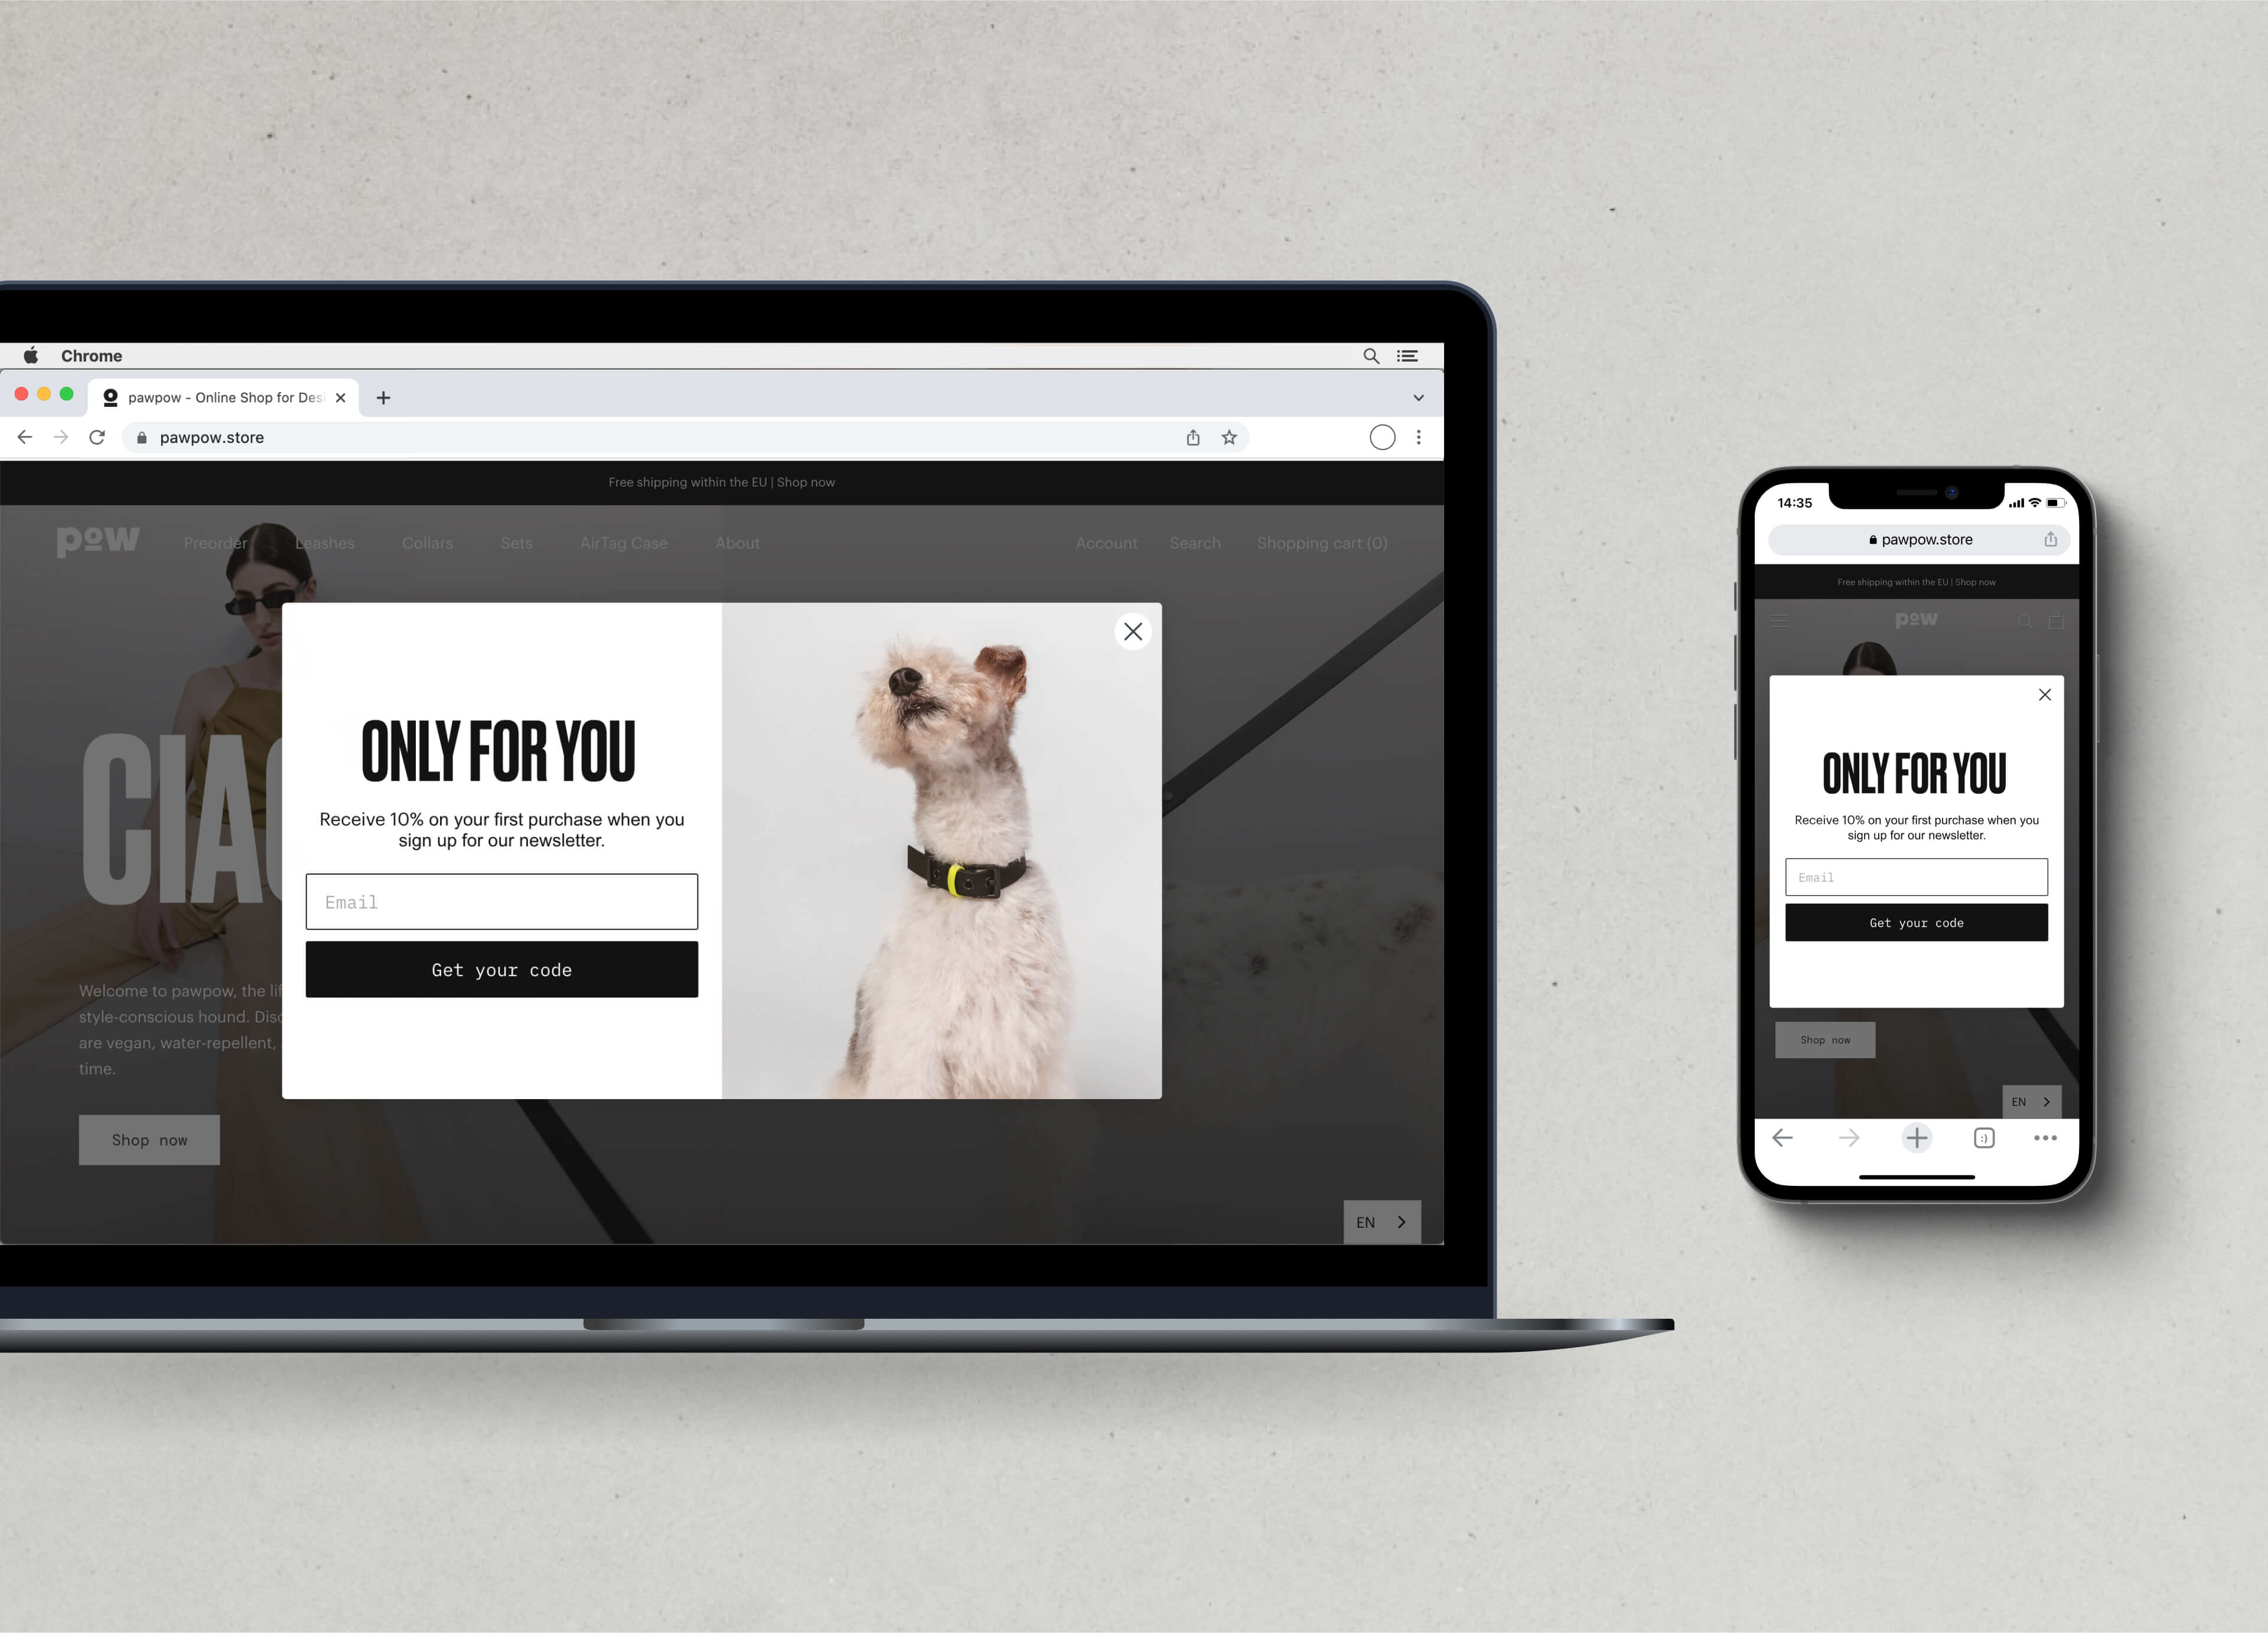 Chrome
pawpow - Online Shop for Des
pawpow.store
Free shipping within the EU | Shop now
pow
Preorder
Leashes
Collars
Sets
AirTag Case
About
Account
Search
Shopping cart (0)
CIAO
ONLY FOR YOU
Receive 10% on your first purchase when you
sign up for our newsletter.
Email
Get your code
Welcome to pawpow, the
style-conscious hound.
are vegan, water-repellent,
time.
Shop now
EN
14:35
pawpow.store
Free shipping within the EU | Shop now
pow
ONLY FOR YOU
Receive 10% on your first purchase when you
sign up for our newsletter.
Email
Get your code
Shop now
EN
:)